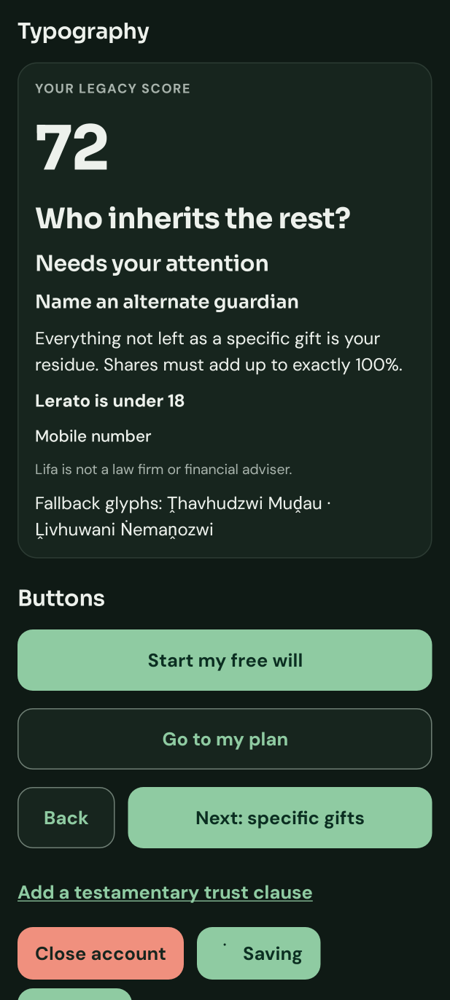 Typography
YOUR LEGACY SCORE
72
Who inherits the rest?
Needs your attention
Name an alternate guardian
Everything not left as a specific gift is your
residue. Shares must add up to exactly 100%.
Lerato is under 18
Mobile number
Lifa is not a law firm or financial adviser.
Fallback glyphs: Ṱhavhudzwi Muḓau ·
Ḽivhuwani Ṅemaṋozwi
Buttons
Start my free will
Go to my plan
Back
Next: specific gifts
Add a testamentary trust clause
Close account
Saving